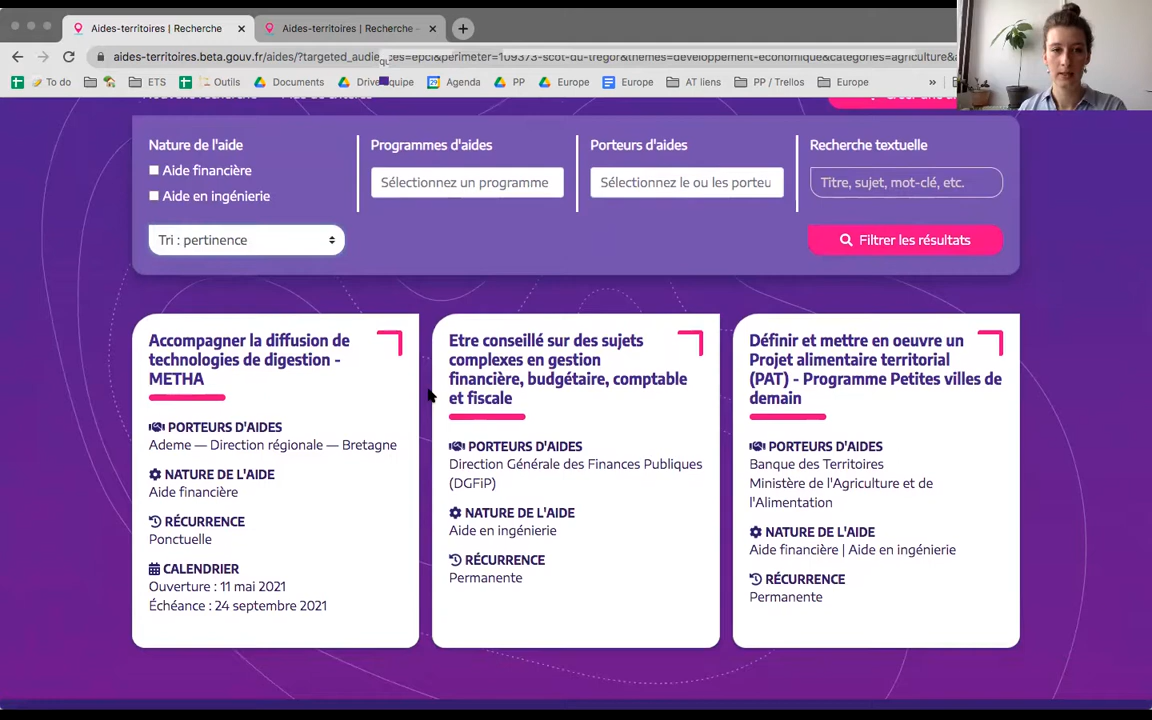 Aides-territoires | Recherche
Aides-territoires | Recherche -
aides-territoires.beta.gouv.fr/aides/?targeted_audiences=epci&perimeter=109373-scot-du-tregor&themes=developpement-economique&categories=agriculture&
To do
ETS
Outils
Documents
Drive équipe
Agenda
PP
Europe
Europe
AT liens
PP / Trellos
Europe
»
Nature de l'aide
Aide financière
Aide en ingénierie
Programmes d'aides
Sélectionnez un programme
Porteurs d'aides
Sélectionnez le ou les porteu
Recherche textuelle
Titre, sujet, mot-clé, etc.
Tri : pertinence
Filtrer les résultats
Accompagner la diffusion de
technologies de digestion -
METHA
PORTEURS D'AIDES
Ademe — Direction régionale — Bretagne
NATURE DE L'AIDE
Aide financière
RÉCURRENCE
Ponctuelle
CALENDRIER
Ouverture : 11 mai 2021
Échéance : 24 septembre 2021
Etre conseillé sur des sujets
complexes en gestion
financière, budgétaire, comptable
et fiscale
PORTEURS D'AIDES
Direction Générale des Finances Publiques
(DGFiP)
NATURE DE L'AIDE
Aide en ingénierie
RÉCURRENCE
Permanente
Définir et mettre en oeuvre un
Projet alimentaire territorial
(PAT) - Programme Petites villes de
demain
PORTEURS D'AIDES
Banque des Territoires
Ministère de l'Agriculture et de
l'Alimentation
NATURE DE L'AIDE
Aide financière | Aide en ingénierie
RÉCURRENCE
Permanente